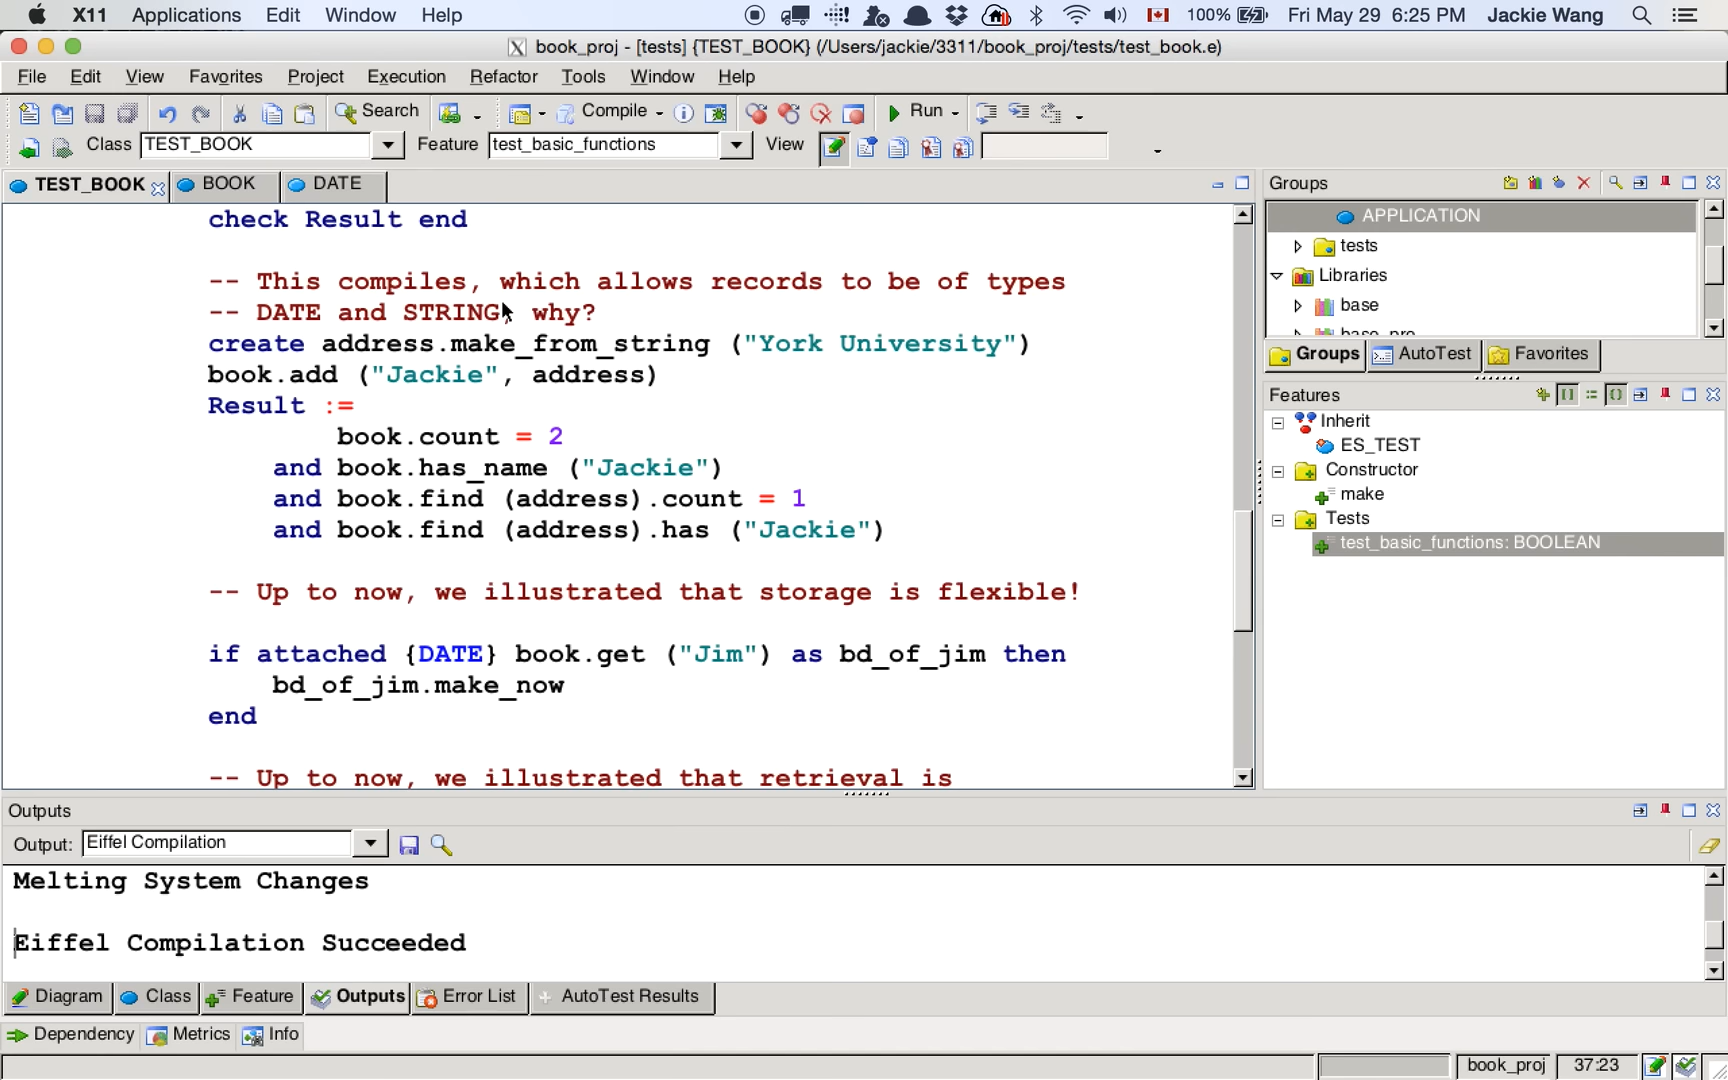 X11 Applications Edit Window Help 100% Fri May 29 6:25 PM Jackie Wang
book_proj - [tests] {TEST_BOOK} (/Users/jackie/3311/book_proj/tests/test_book.e)
File Edit View Favorites Project Execution Refactor Tools Window Help
Search Compile Run
Class TEST_BOOK Feature test_basic_functions View
TEST_BOOK BOOK DATE
check Result end
-- This compiles, which allows records to be of types
-- DATE and STRING why?
create address.make_from_string ("York University")
book.add ("Jackie", address)
Result :=
book.count = 2
and book.has_name ("Jackie")
and book.find (address).count = 1
and book.find (address).has ("Jackie")
-- Up to now, we illustrated that storage is flexible!
if attached {DATE} book.get ("Jim") as bd_of_jim then
bd_of_jim.make_now
end
-- Up to now, we illustrated that retrieval is
Groups
APPLICATION
tests
Libraries
base
base_pre
Groups AutoTest Favorites
Features
Inherit
ES_TEST
Constructor
make
Tests
test_basic_functions: BOOLEAN
Outputs
Output: Eiffel Compilation
Melting System Changes
Eiffel Compilation Succeeded
Diagram Class Feature Outputs Error List AutoTest Results
Dependency Metrics Info
book_proj 37:23